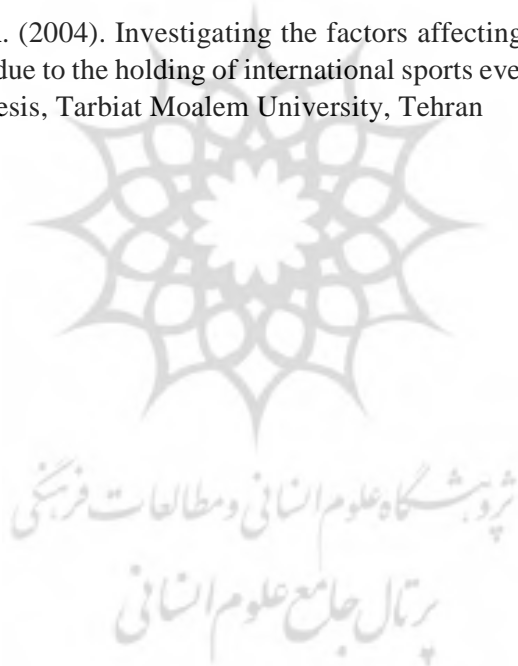 . (2004). Investigating the factors affecting
due to the holding of international sports eve
esis, Tarbiat Moalem University, Tehran
پژوهشگاه علوم انسانی و مطالعات فرهنگی
پرتال جامع علوم انسانی